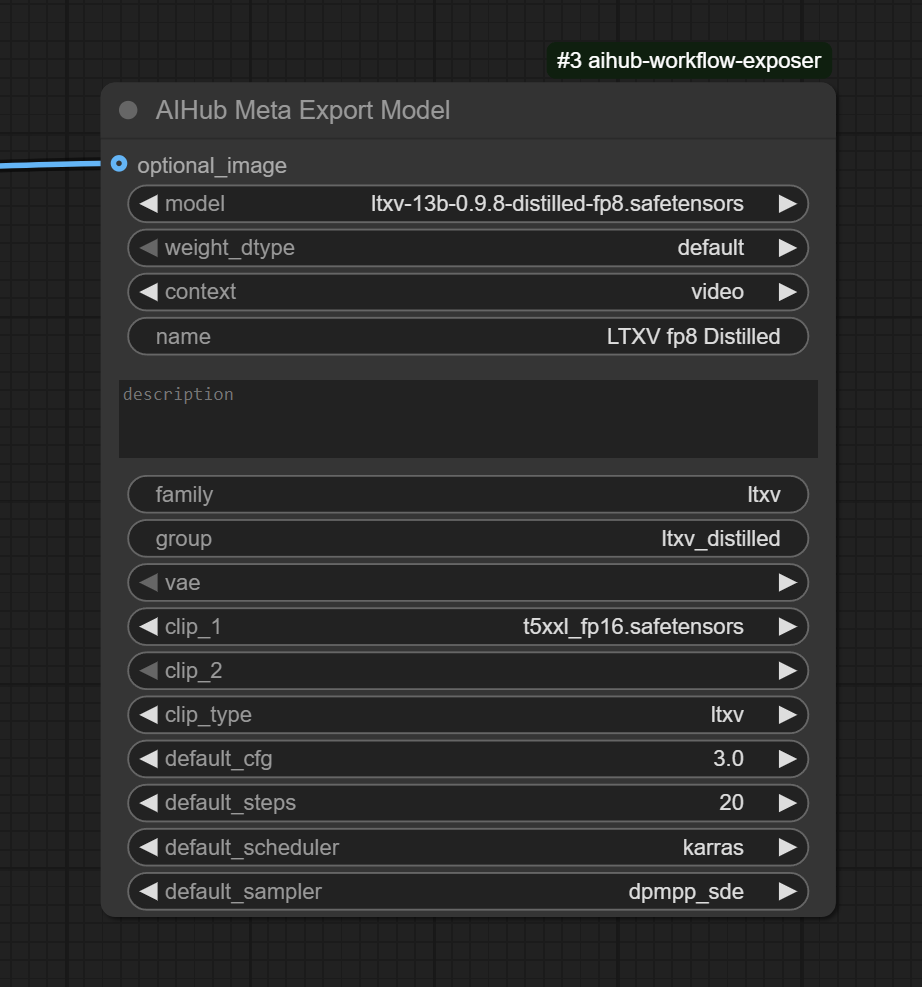 #3 aihub-workflow-exposer
AIHub Meta Export Model
optional_image
model ltxv-13b-0.9.8-distilled-fp8.safetensors
weight_dtype default
context video
name LTXV fp8 Distilled
description
family ltxv
group ltxv_distilled
vae
clip_1 t5xxl_fp16.safetensors
clip_2
clip_type ltxv
default_cfg 3.0
default_steps 20
default_scheduler karras
default_sampler dpmpp_sde